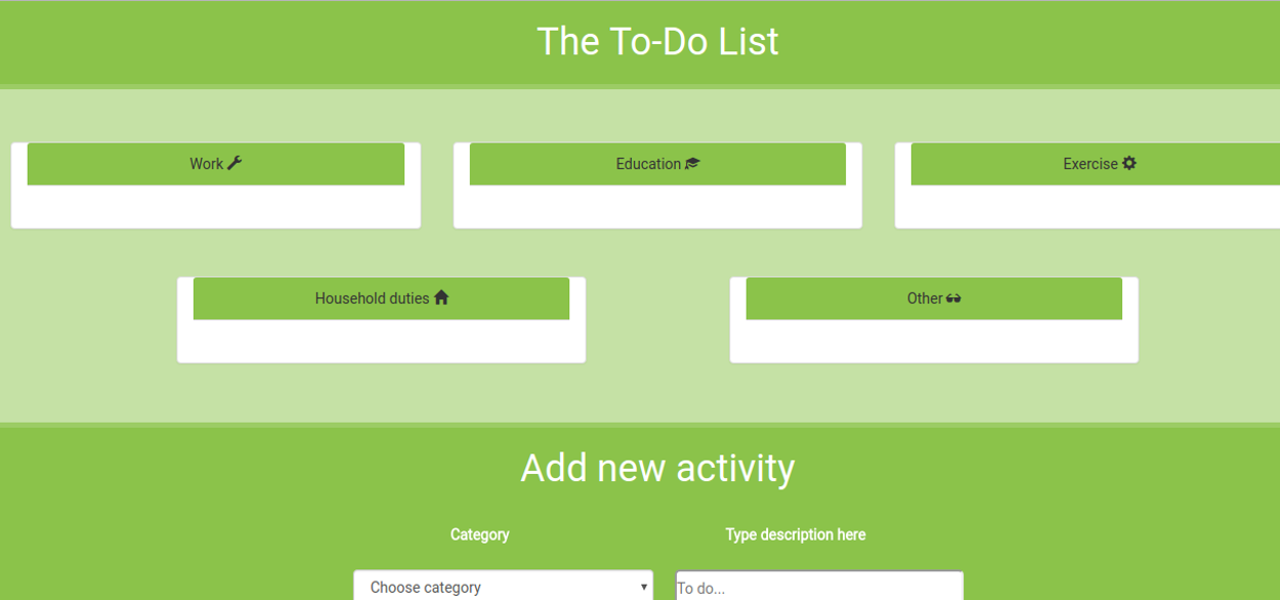 The To-Do List
Work
Education
Exercise
Household duties
Other
Add new activity
Category
Type description here
Choose category
To do...